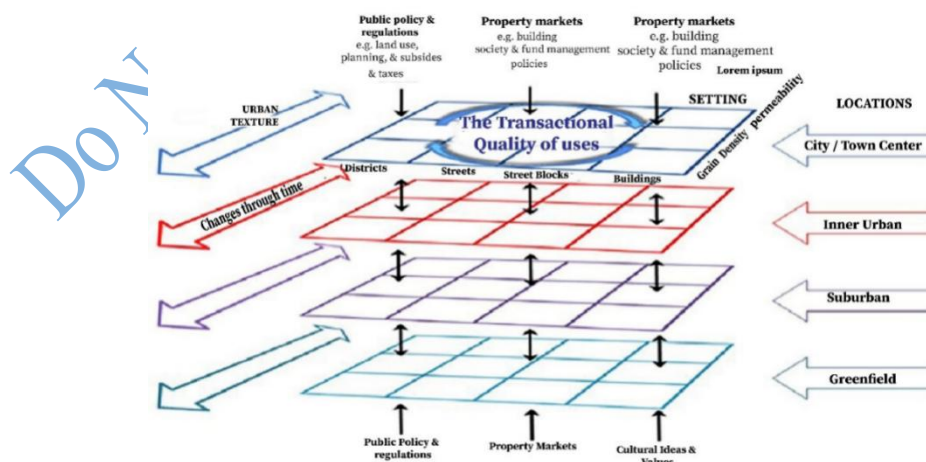 Public policy &
regulations
e.g. land use,
planning, & subsides
& taxes
Property markets
e.g. building
society & fund management
policies
Property markets
e.g. building
society & fund management
policies
Lorem ipsum
Do N
URBAN
TEXTURE
SETTING
LOCATIONS
The Transactional
Quality of uses
Grain Density permeability
City / Town Center
Districts
Streets
Street Blocks
Buildings
Changes through time
Inner Urban
Suburban
Greenfield
Public Policy &
regulations
Property Markets
Cultural Ideas &
Values